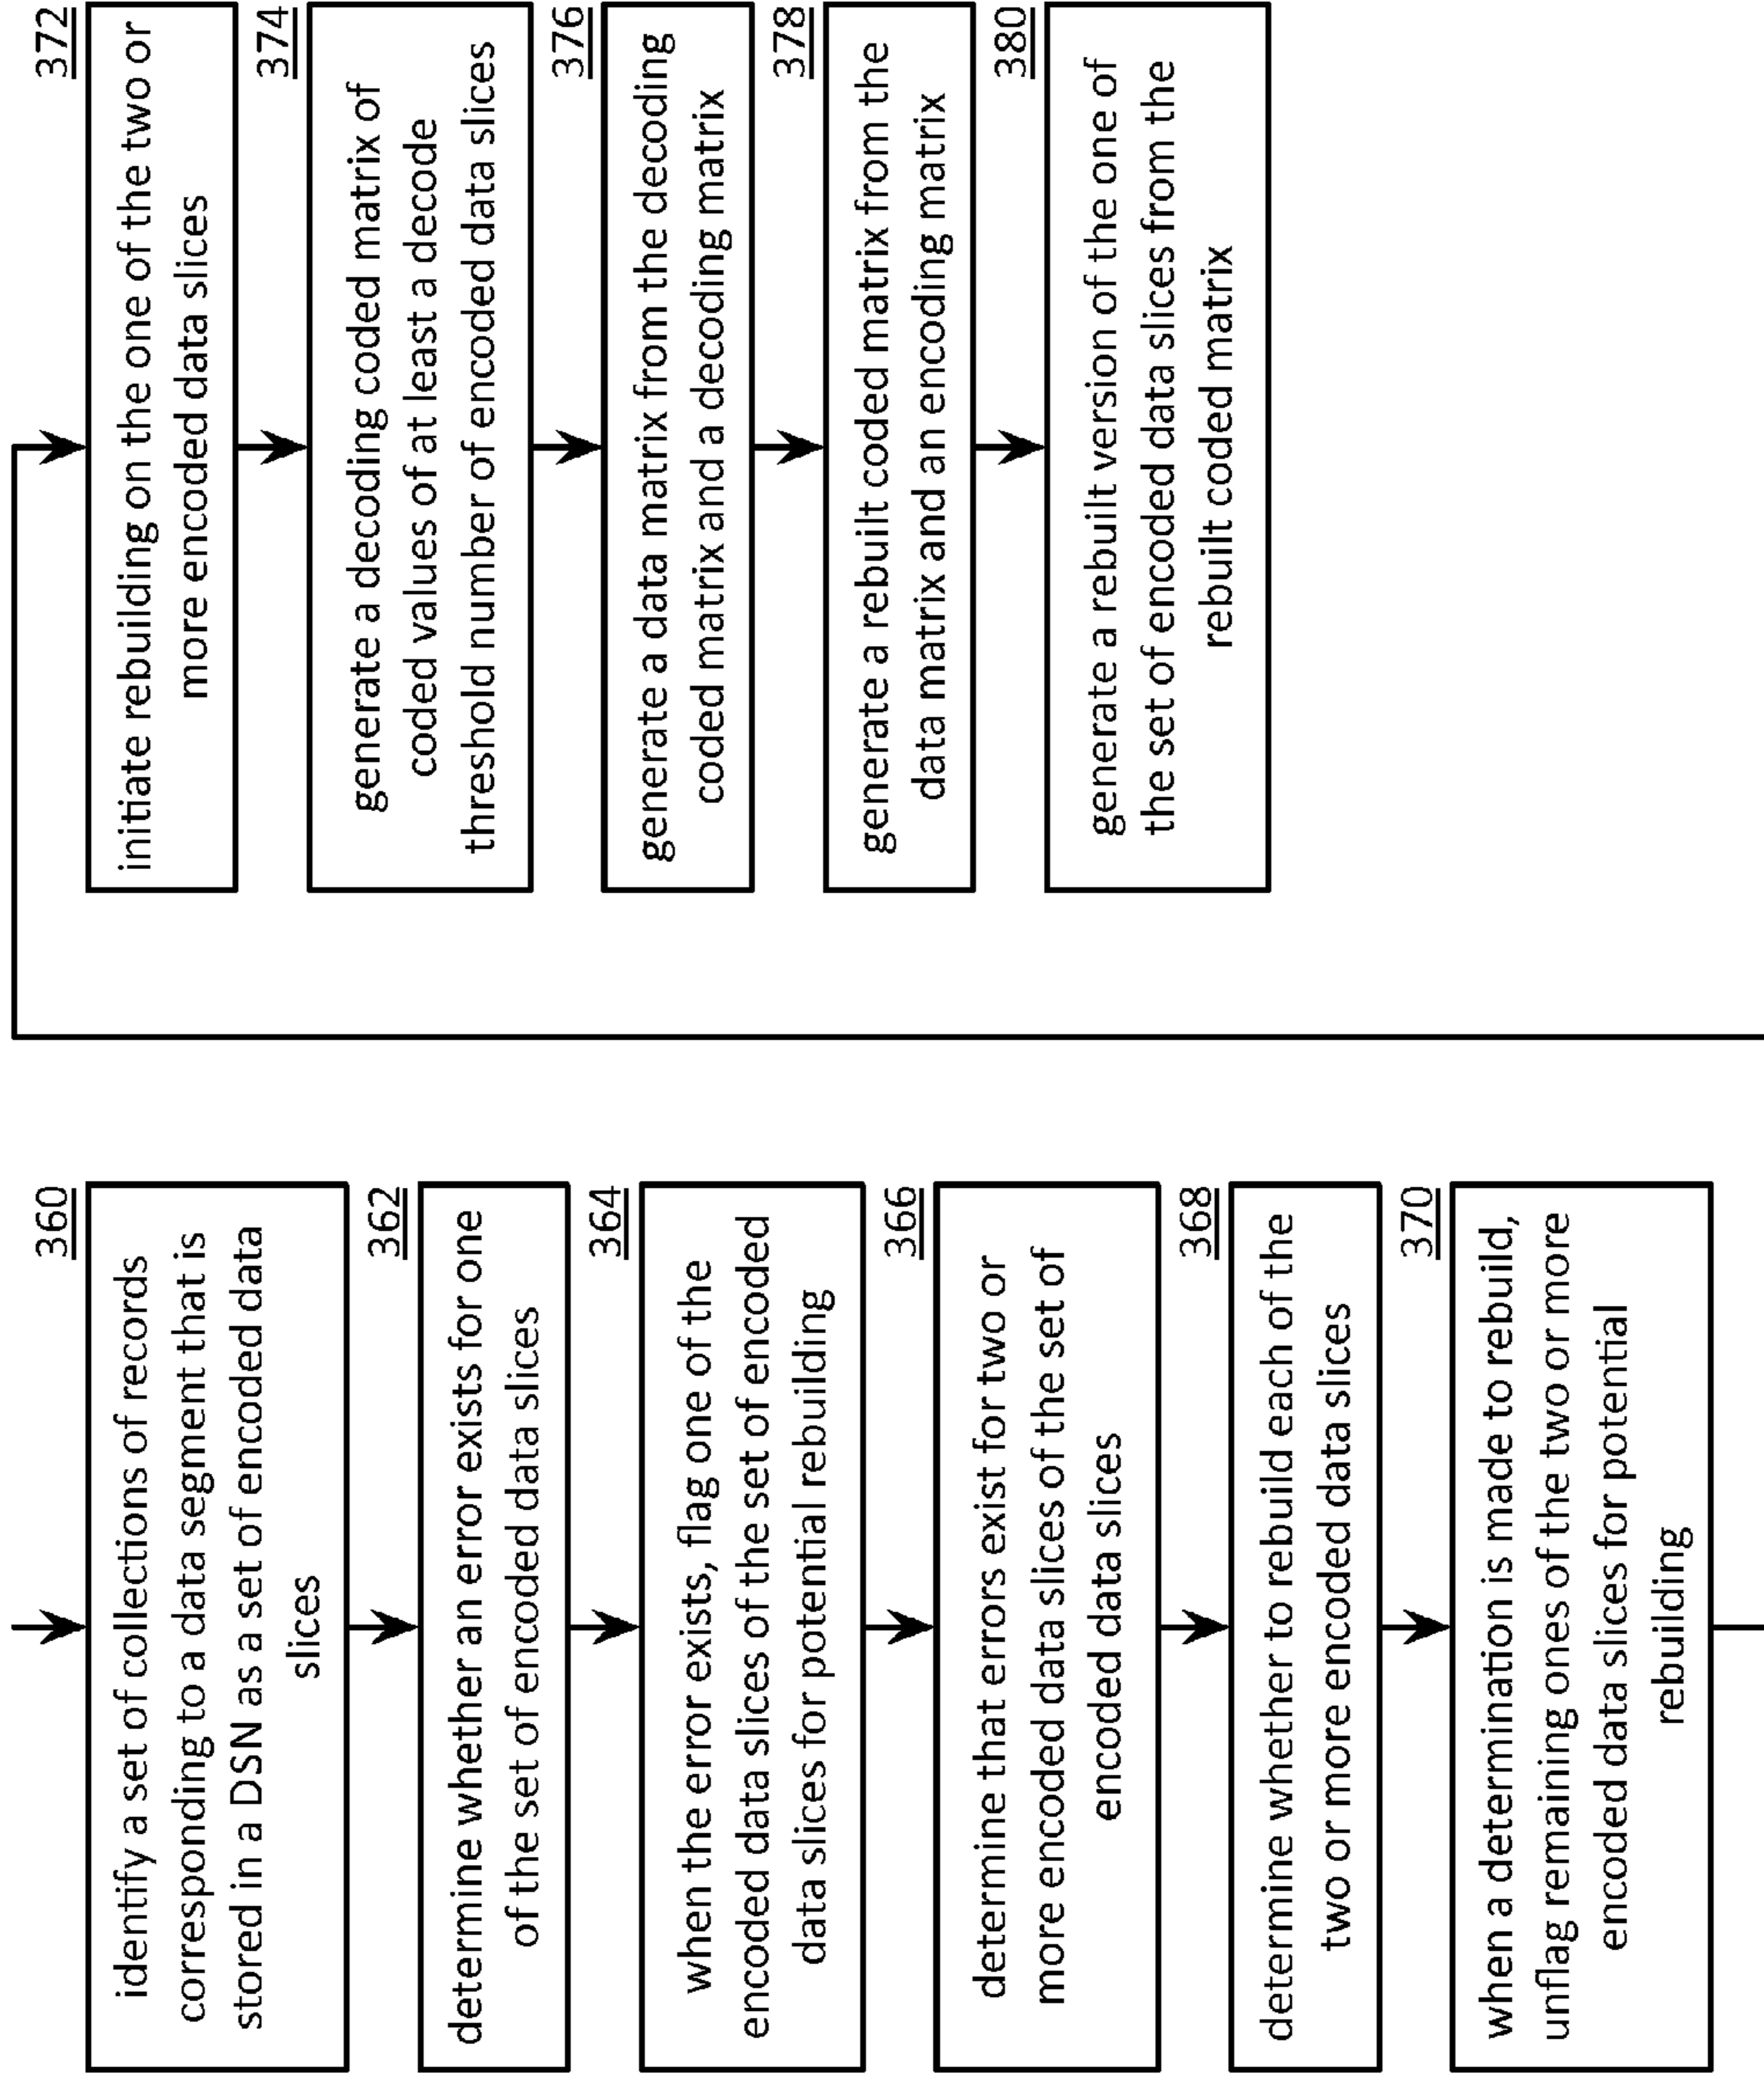 360
identify a set of collections of records
corresponding to a data segment that is
stored in a DSN as a set of encoded data
slices
362
determine whether an error exists for one
of the set of encoded data slices
364
when the error exists, flag one of the
encoded data slices of the set of encoded
data slices for potential rebuilding
366
determine that errors exist for two or
more encoded data slices of the set of
encoded data slices
368
determine whether to rebuild each of the
two or more encoded data slices
370
when a determination is made to rebuild,
unflag remaining ones of the two or more
encoded data slices for potential
rebuilding
372
initiate rebuilding on the one of the two or
more encoded data slices
374
generate a decoding coded matrix of
coded values of at least a decode
threshold number of encoded data slices
376
generate a data matrix from the decoding
coded matrix and a decoding matrix
378
generate a rebuilt coded matrix from the
data matrix and an encoding matrix
380
generate a rebuilt version of the one of
the set of encoded data slices from the
rebuilt coded matrix